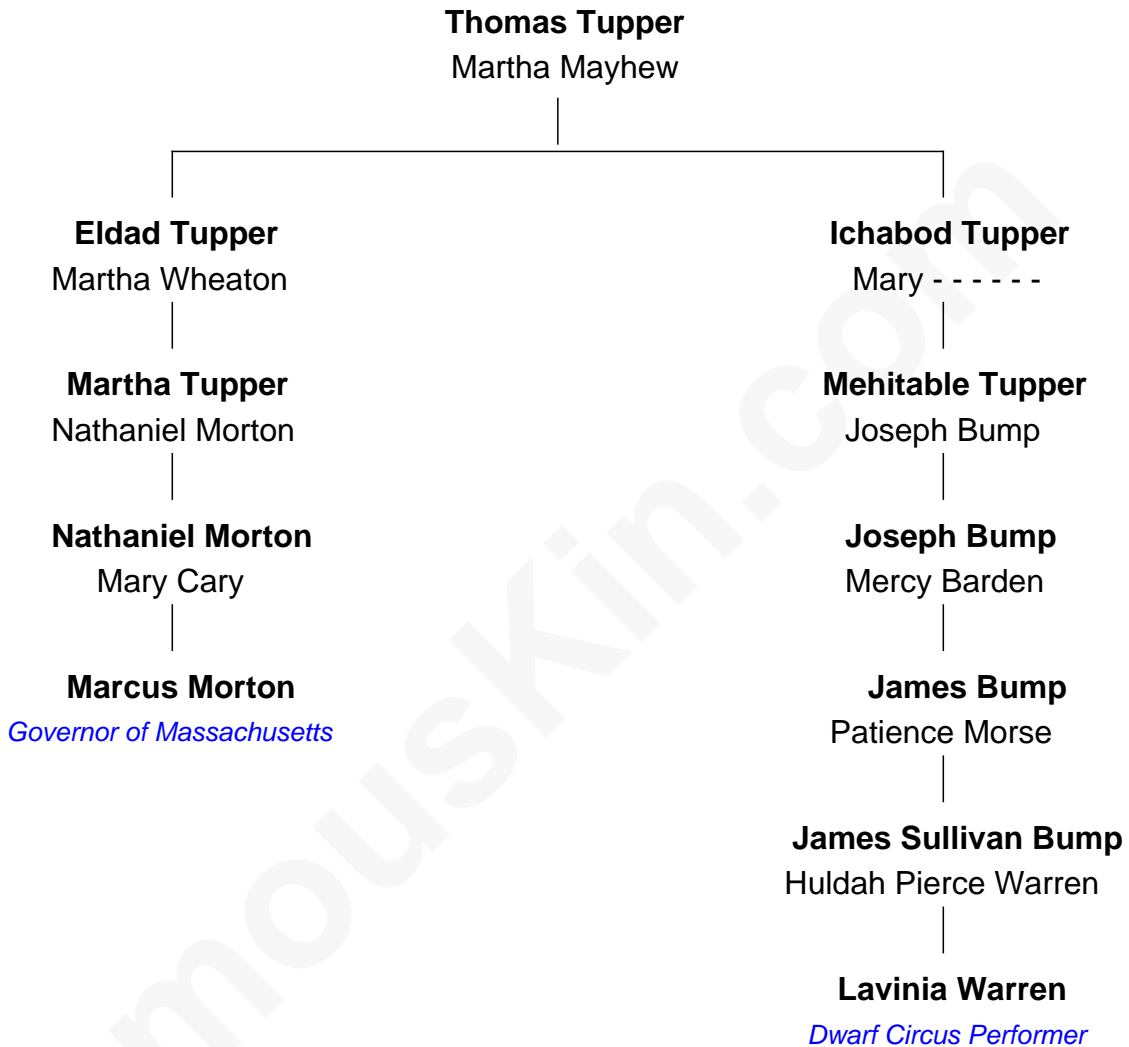 Thomas Tupper
Martha Mayhew
Eldad Tupper
Martha Wheaton
Martha Tupper
Nathaniel Morton
Nathaniel Morton
Mary Cary
Marcus Morton
Governor of Massachusetts
Ichabod Tupper
Mary - - - - - -
Mehitable Tupper
Joseph Bump
Joseph Bump
Mercy Barden
James Bump
Patience Morse
James Sullivan Bump
Huldah Pierce Warren
Lavinia Warren
Dwarf Circus Performer
mousKin.com